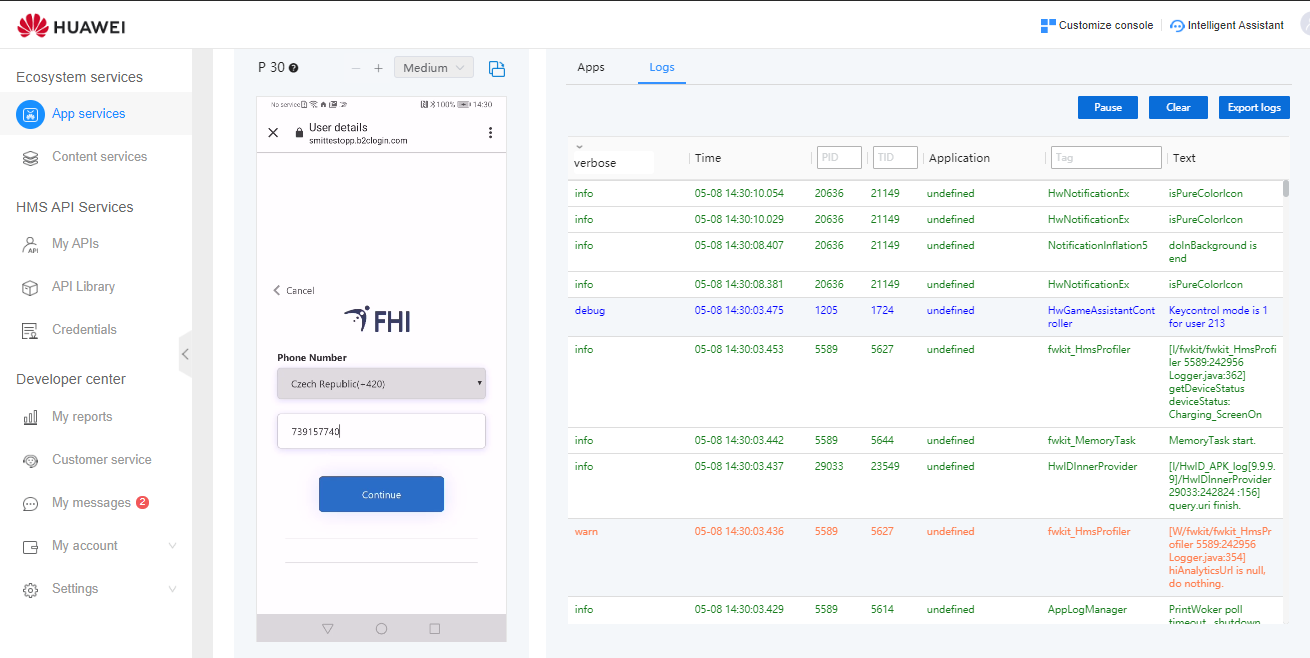 HUAWEI
Customize console
Intelligent Assistant
Ecosystem services
App services
Content services
HMS API Services
My APIs
API Library
Credentials
Developer center
My reports
Customer service
My messages 2
My account
Settings
P 30 ?
− + Medium
No service 100% 14:30
User details
smittestopp.b2clogin.com
Cancel
FHI
Phone Number
Czech Republic(+420)
739157740
Continue
Apps Logs
Pause Clear Export logs
verbose Time PID TID Application Tag Text
info 05-08 14:30:10.054 20636 21149 undefined HwNotificationEx isPureColorIcon
info 05-08 14:30:10.029 20636 21149 undefined HwNotificationEx isPureColorIcon
info 05-08 14:30:08.407 20636 21149 undefined NotificationInflation5 doInBackground is
end
info 05-08 14:30:08.381 20636 21149 undefined HwNotificationEx isPureColorIcon
debug 05-08 14:30:03.475 1205 1724 undefined HwGameAssistantCont Keycontrol mode is 1
roller for user 213
info 05-08 14:30:03.453 5589 5627 undefined fwkit_HmsProfiler [I/fwkit/fwkit_HmsProfi
ler 5589:242956
Logger.java:362]
getDeviceStatus
deviceStatus:
Charging_ScreenOn
info 05-08 14:30:03.442 5589 5644 undefined fwkit_MemoryTask MemoryTask start.
info 05-08 14:30:03.437 29033 23549 undefined HwIDInnerProvider [I/HwID_APK_log[9.9.9.
9]/HwIDInnerProvider
29033:242824 :156]
query.uri finish.
warn 05-08 14:30:03.436 5589 5627 undefined fwkit_HmsProfiler [W/fwkit/fwkit_HmsPr
ofiler 5589:242956
Logger.java:354]
hiAnalyticsUrl is null,
do nothing.
info 05-08 14:30:03.429 5589 5614 undefined AppLogManager PrintWoker poll
timeout , shutdown